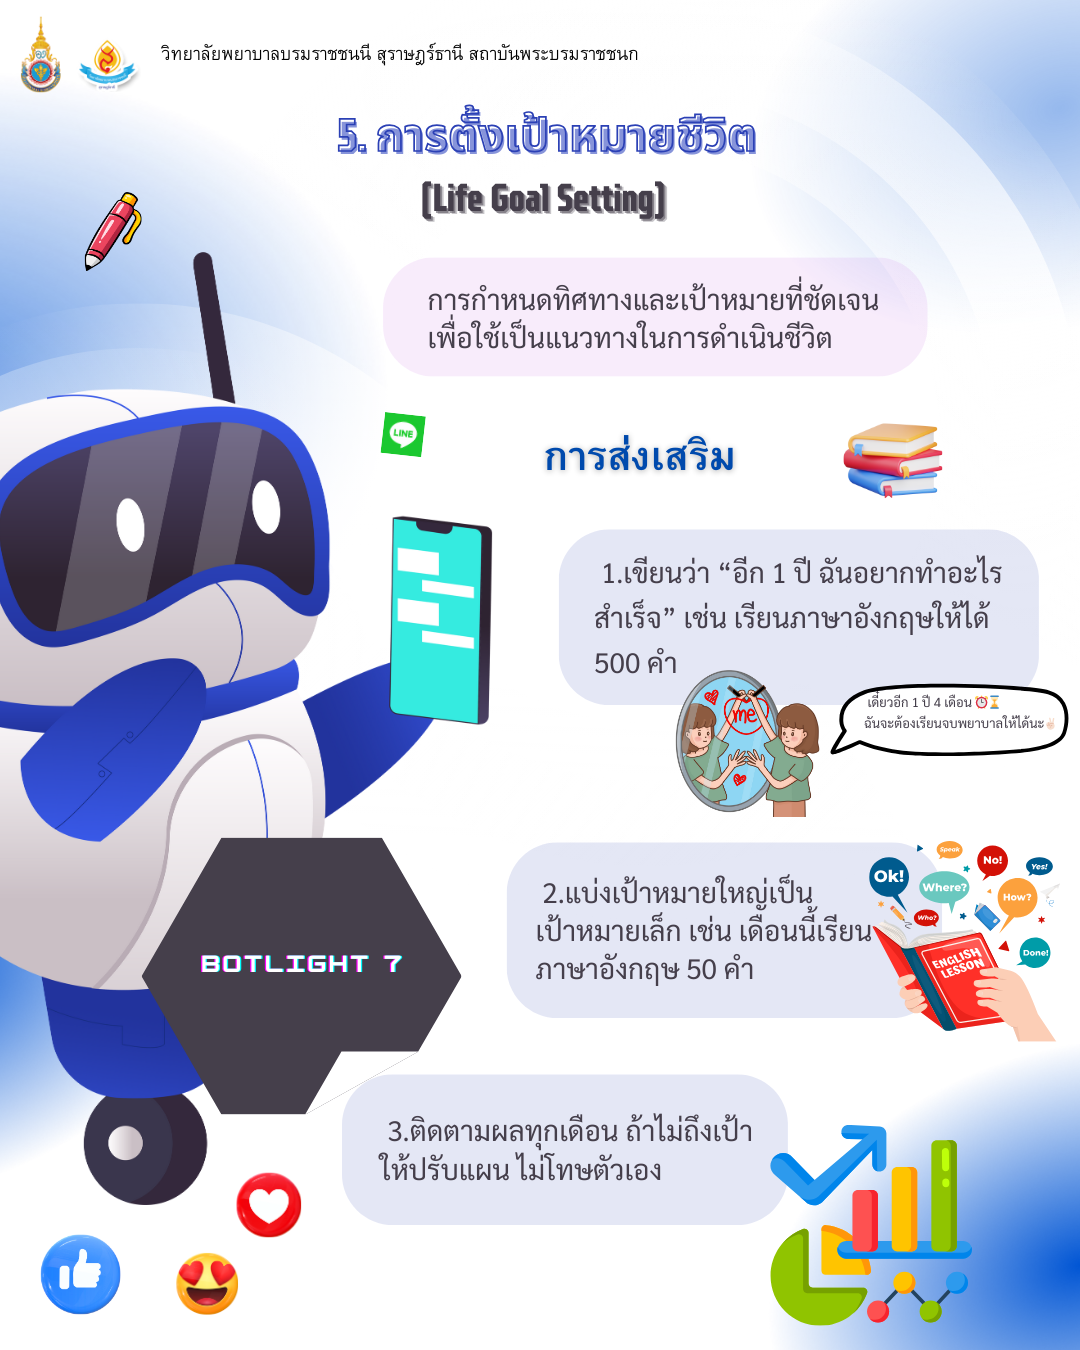 วิทยาลัยพยาบาลบรมราชชนนี สุราษฎร์ธานี สถาบันพระบรมราชชนก
5. การตั้งเป้าหมายชีวิต
(Life Goal Setting)
การกำหนดทิศทางและเป้าหมายที่ชัดเจน
เพื่อใช้เป็นแนวทางในการดำเนินชีวิต
LINE
การส่งเสริม
1.เขียนว่า “อีก 1 ปี ฉันอยากทำอะไร
สำเร็จ” เช่น เรียนภาษาอังกฤษให้ได้
500 คำ
me
เดี๋ยวอีก 1 ปี 4 เดือน ⏰⏳
ฉันจะต้องเรียนจบพยาบาลให้ได้นะ✌🏻
2.แบ่งเป้าหมายใหญ่เป็น
เป้าหมายเล็ก เช่น เดือนนี้เรียน
ภาษาอังกฤษ 50 คำ
Speak
No!
Yes!
Ok!
Where?
How?
Who?
Done!
ENGLISH
LESSON
BOTLIGHT 7
3.ติดตามผลทุกเดือน ถ้าไม่ถึงเป้า
ให้ปรับแผน ไม่โทษตัวเอง